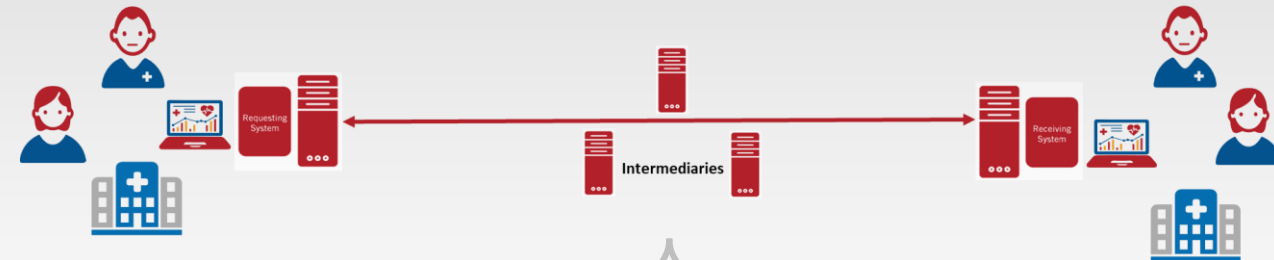 Requesting
System
Intermediaries
Receiving
System